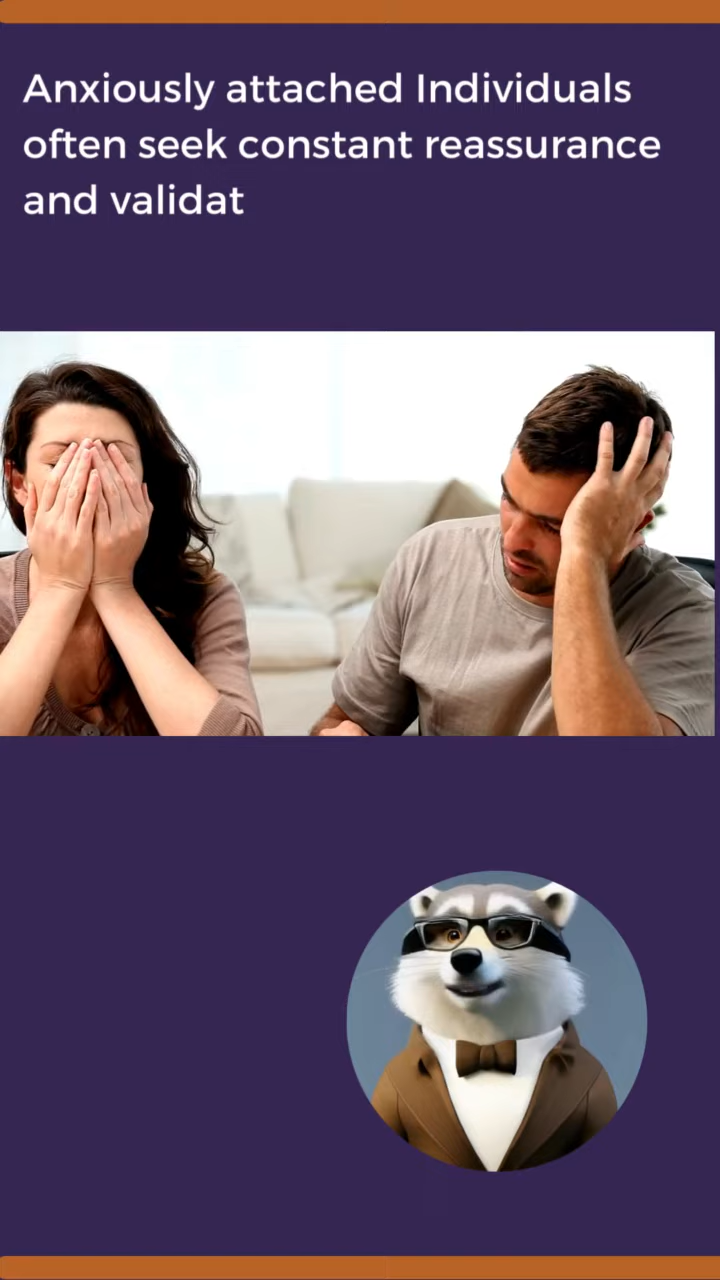 Anxiously attached Individuals
often seek constant reassurance
and validat